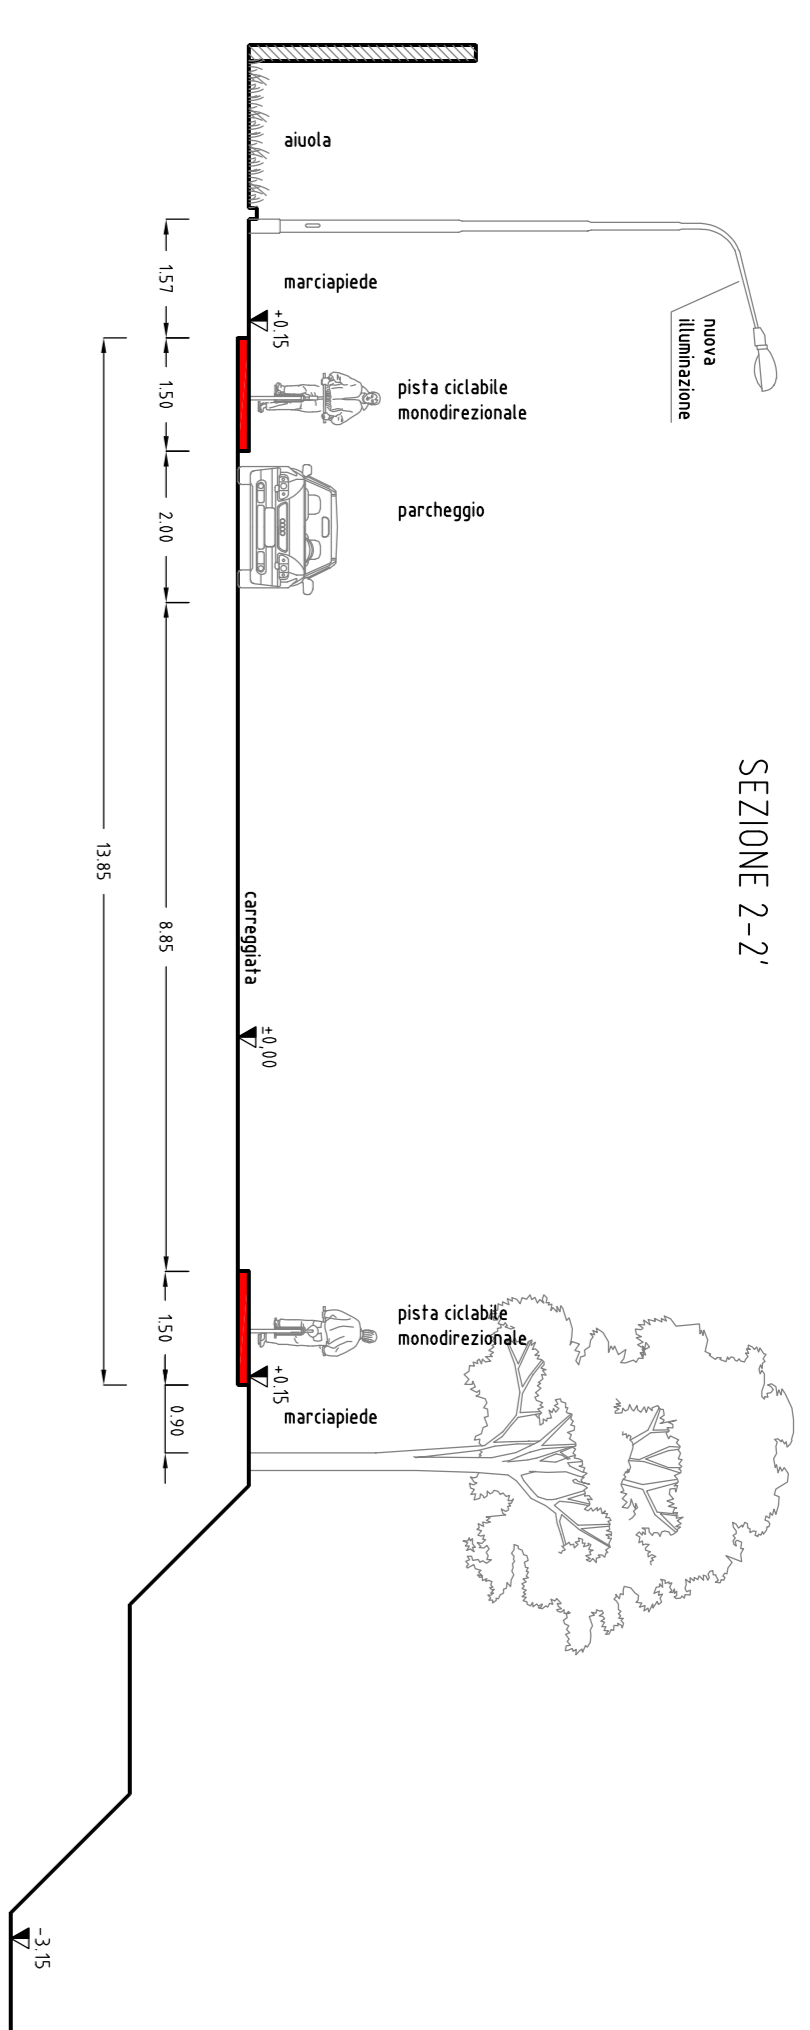 SEZIONE 2-2'
aiuola
nuova
illuminazione
marciapiede
+0.15
pista ciclabile
monodirezionale
parcheggio
carreggiata
±0,00
pista ciclabile
monodirezionale
+0.15
marciapiede
-3.15
1.57
1.50
2.00
8.85
1.50
0.90
13.85